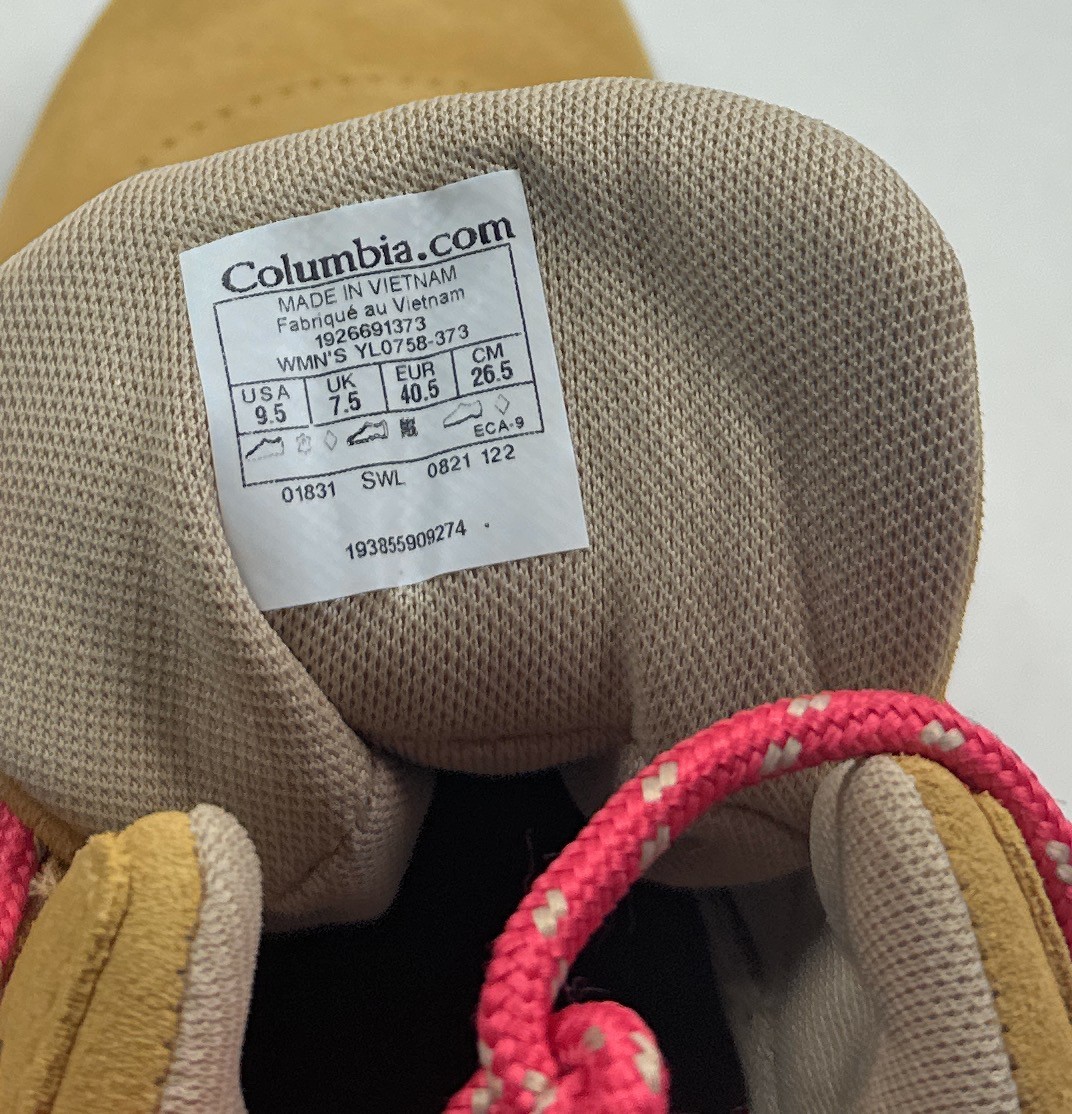 Columbia.com
MADE IN VIETNAM
Fabriqué au Vietnam
1926691373
WMN'S YL0758-373
USA UK EUR CM
9.5 7.5 40.5 26.5
ECA-9
01831 SWL 0821 122
193855909274